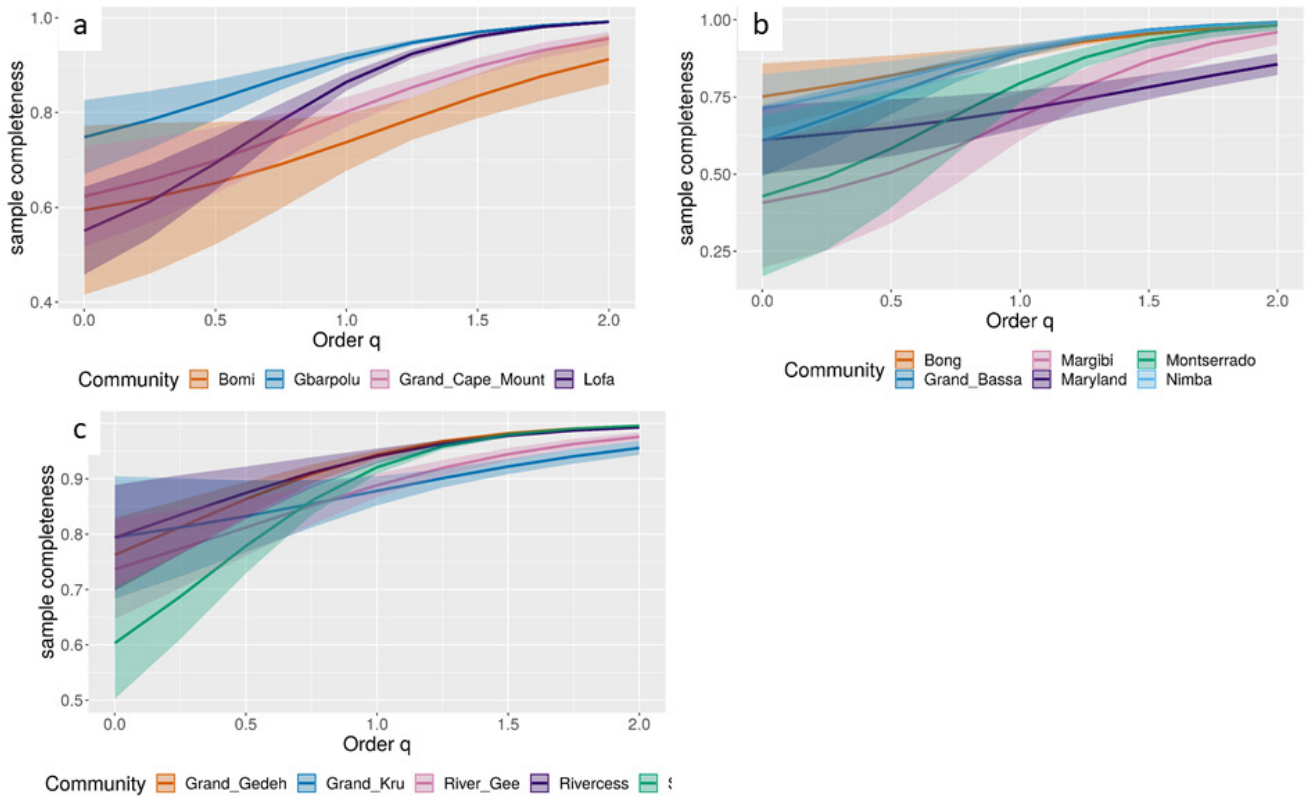 a
1.0
0.8
0.6
0.4
sample completeness
0.0 0.5 1.0 1.5 2.0
Order q
Community Bomi Gbarpolu Grand_Cape_Mount Lofa
b
1.00
0.75
0.50
0.25
sample completeness
0.0 0.5 1.0 1.5 2.0
Order q
Community
Bong Margibi Montserrado
Grand_Bassa Maryland Nimba
c
0.9
0.8
0.7
0.6
0.5
sample completeness
0.0 0.5 1.0 1.5 2.0
Order q
Community Grand_Gedeh Grand_Kru River_Gee Rivercess